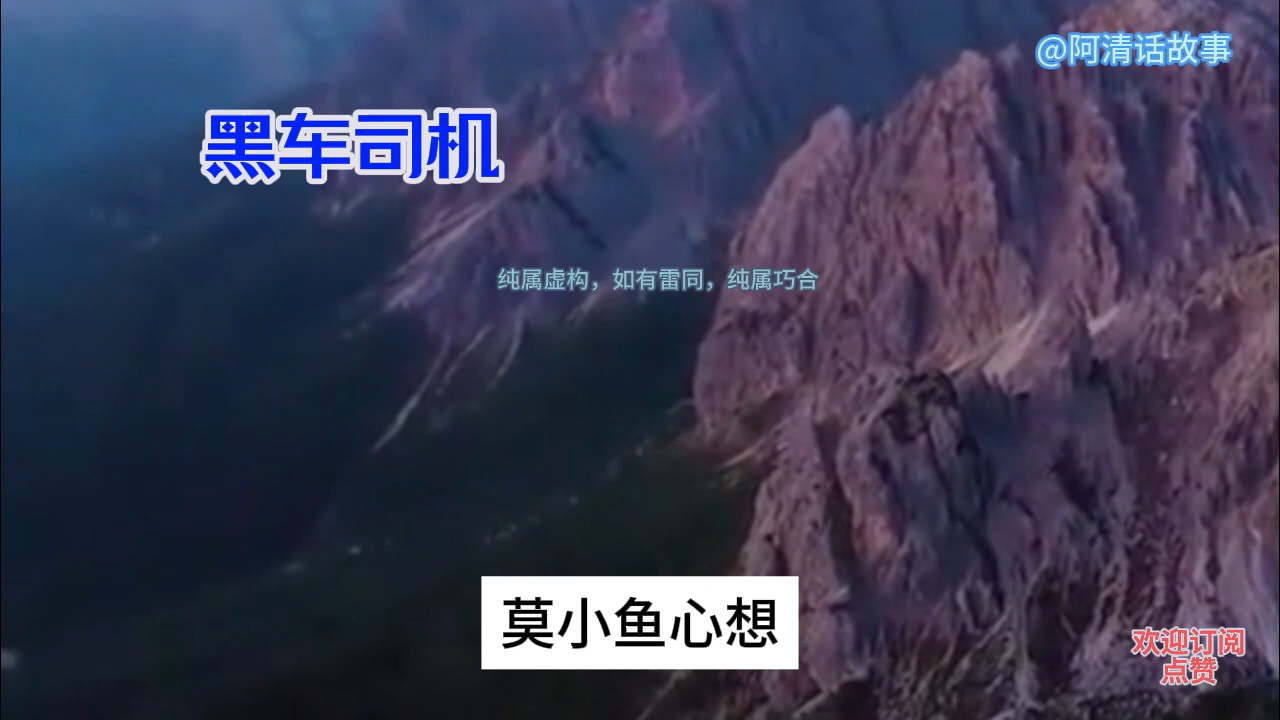 @阿清话故事
黑车司机
纯属虚构，如有雷同，纯属巧合
莫小鱼心想
欢迎订阅
点赞